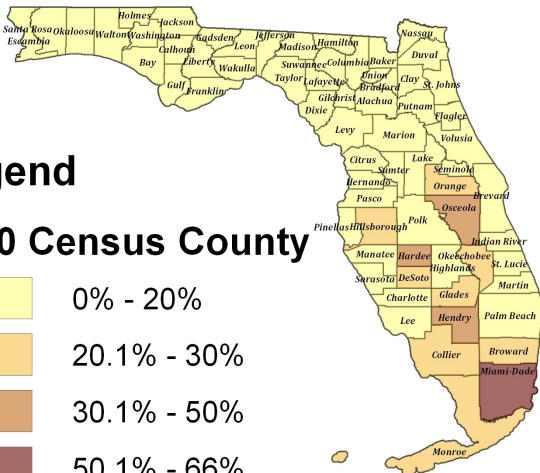 Holmes Jackson
Santa Rosa Okaloosa Walton Washington Gadsden Jefferson Hamilton Nassau
Escambia Calhoun Leon Madison Duval
Bay Liberty Wakulla Suwannee Columbia Baker
Gulf Franklin Taylor Lafayette Union Clay St. Johns
Bradford
Gilchrist Alachua Putnam
Dixie Flagler
Levy Marion Volusia
Citrus Lake
Sumter Seminole
Hernando Orange
Pasco Brevard
Osceola
Pinellas Hillsborough Polk
Indian River
Manatee Hardee Okeechobee
Highlands St. Lucie
Sarasota DeSoto
Martin
Charlotte Glades
Lee Hendry Palm Beach
Collier Broward
Miami-Dade
Monroe
gend
0 Census County
0% - 20%
20.1% - 30%
30.1% - 50%
50.1% - 66%